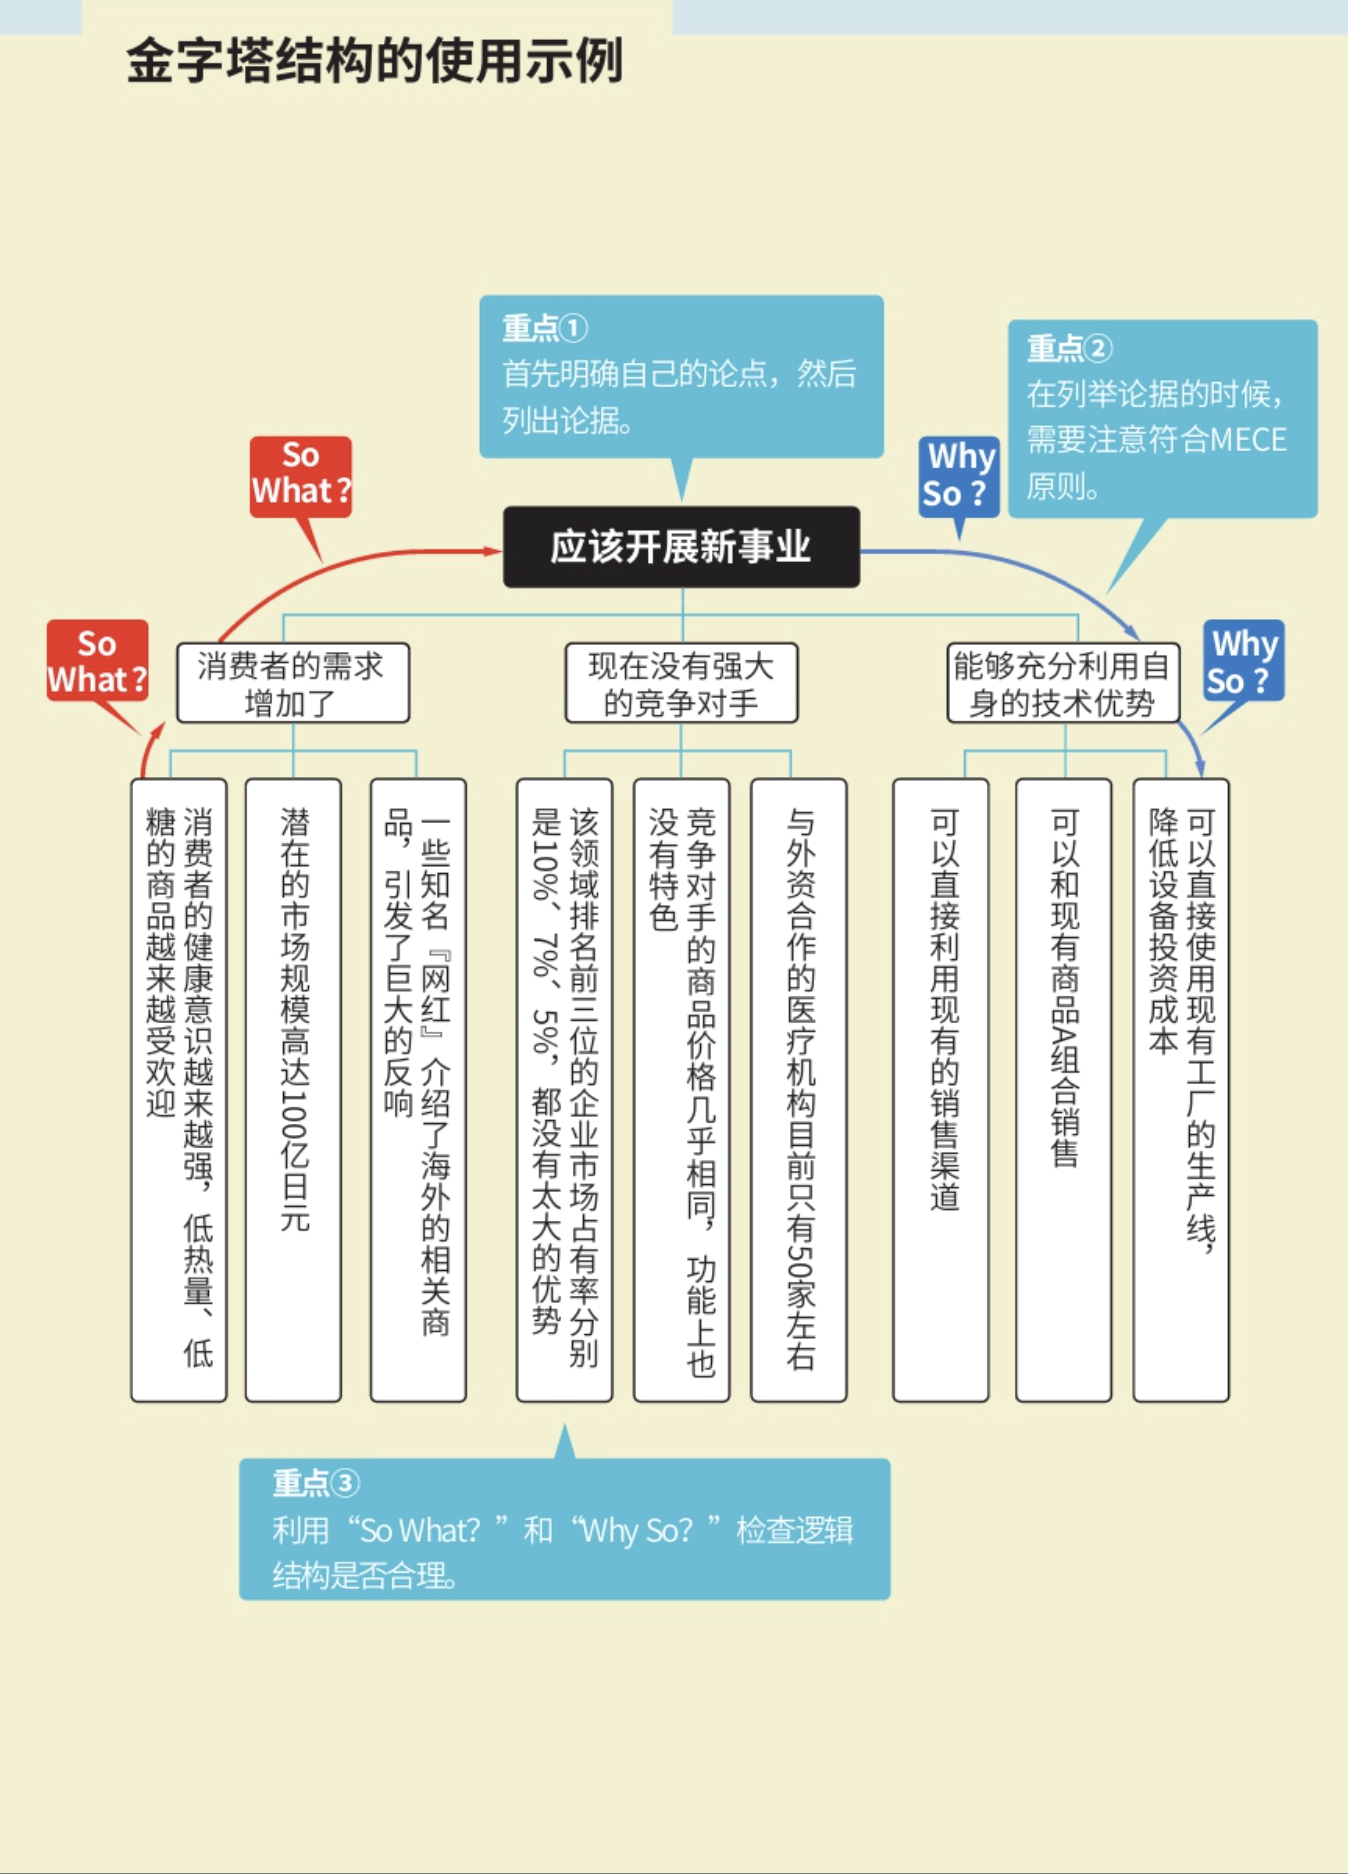 金字塔结构的使用示例
重点①
首先明确自己的论点，然后
列出论据。
重点②
在列举论据的时候，
需要注意符合MECE
原则。
So
What？
Why
So ？
应该开展新事业
So
What？
Why
So ？
消费者的需求
增加了
现在没有强大
的竞争对手
能够充分利用自
身的技术优势
消费者的健康意识越来越强，低热量、低
糖的商品越来越受欢迎
潜在的市场规模高达100亿日元
一些知名『网红』介绍了海外的相关商
品，引发了巨大的反响
该领域排名前三位的企业市场占有率分别
是10%、7%、5%，都没有太大的优势
竞争对手的商品价格几乎相同，功能上也
没有特色
与外资合作的医疗机构目前只有50家左右
可以直接利用现有的销售渠道
可以和现有商品A组合销售
可以直接使用现有工厂的生产线，
降低设备投资成本
重点③
利用“So What？”和“Why So？”检查逻辑
结构是否合理。